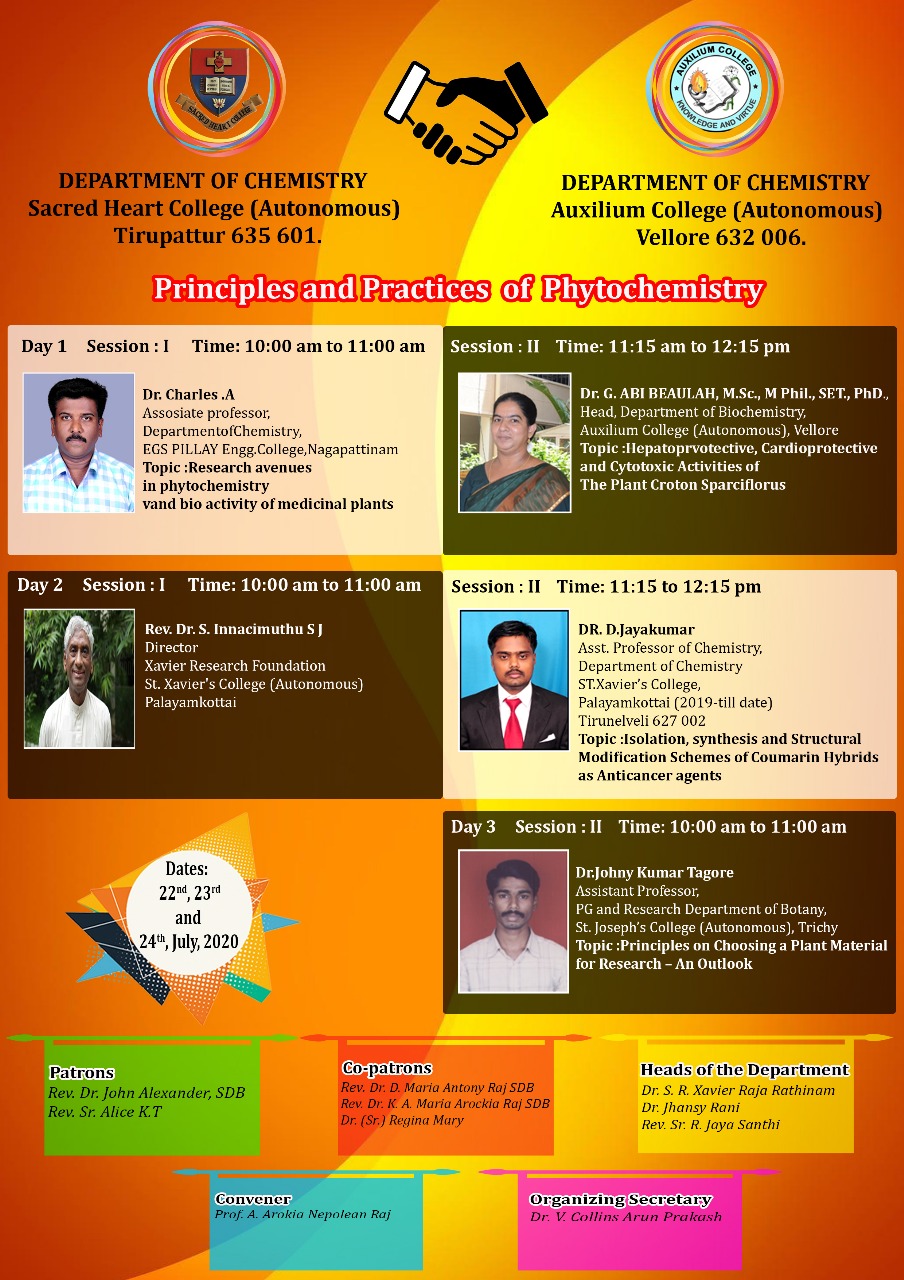 SACRED HEART COLLEGE
AUXILIUM COLLEGE
KNOWLEDGE AND VIRTUE
DEPARTMENT OF CHEMISTRY
Sacred Heart College (Autonomous)
Tirupattur 635 601.
DEPARTMENT OF CHEMISTRY
Auxilium College (Autonomous)
Vellore 632 006.
Principles and Practices of Phytochemistry
Day 1 Session : I Time: 10:00 am to 11:00 am
Dr. Charles .A
Assosiate professor,
DepartmentofChemistry,
EGS PILLAY Engg.College,Nagapattinam
Topic :Research avenues
in phytochemistry
vand bio activity of medicinal plants
Session : II Time: 11:15 am to 12:15 pm
Dr. G. ABI BEAULAH, M.Sc., M Phil., SET., PhD.,
Head, Department of Biochemistry,
Auxilium College (Autonomous), Vellore
Topic :Hepatoprvotective, Cardioprotective
and Cytotoxic Activities of
The Plant Croton Sparciflorus
Day 2 Session : I Time: 10:00 am to 11:00 am
Rev. Dr. S. Innacimuthu S J
Director
Xavier Research Foundation
St. Xavier's College (Autonomous)
Palayamkottai
Session : II Time: 11:15 to 12:15 pm
DR. D.Jayakumar
Asst. Professor of Chemistry,
Department of Chemistry
ST.Xavier's College,
Palayamkottai (2019-till date)
Tirunelveli 627 002
Topic :Isolation, synthesis and Structural
Modification Schemes of Coumarin Hybrids
as Anticancer agents
Dates:
22nd, 23rd
and
24th, July, 2020
Day 3 Session : II Time: 10:00 am to 11:00 am
Dr.Johny Kumar Tagore
Assistant Professor,
PG and Research Department of Botany,
St. Joseph's College (Autonomous), Trichy
Topic :Principles on Choosing a Plant Material
for Research – An Outlook
Patrons
Rev. Dr. John Alexander, SDB
Rev. Sr. Alice K.T
Co-patrons
Rev. Dr. D. Maria Antony Raj SDB
Rev. Dr. K. A. Maria Arockia Raj SDB
Dr. (Sr.) Regina Mary
Heads of the Department
Dr. S. R. Xavier Raja Rathinam
Dr. Jhansy Rani
Rev. Sr. R. Jaya Santhi
Convener
Prof. A. Arokia Nepolean Raj
Organizing Secretary
Dr. V. Collins Arun Prakash